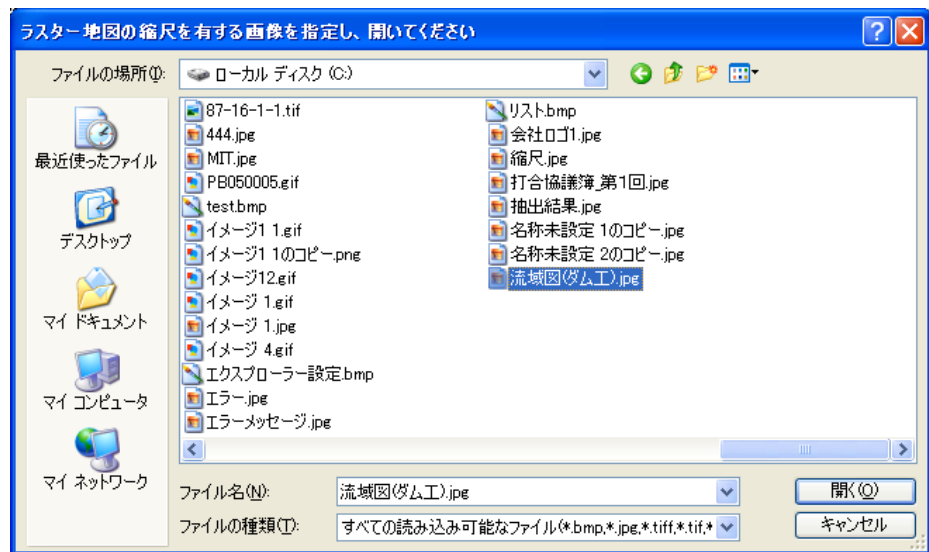 ラスター地図の縮尺を有する画像を指定し、開いてください
ファイルの場所(I):
ローカル ディスク (C:)
最近使ったファイル
デスクトップ
マイ ドキュメント
マイ コンピュータ
マイ ネットワーク
87-16-1-1.tif
444.jpg
MIT.jpg
PB050005.gif
test.bmp
イメージ1 1.gif
イメージ1 1のコピー.png
イメージ12.gif
イメージ 1.gif
イメージ 1.jpg
イメージ 4.gif
エクスプローラー設定.bmp
エラー.jpg
エラーメッセージ.jpg
リスト.bmp
会社ロゴ1.jpg
縮尺.jpg
打合協議簿_第1回.jpg
抽出結果.jpg
名称未設定 1のコピー.jpg
名称未設定 2のコピー.jpg
流域図(ダム工).jpg
ファイル名(N):
流域図(ダム工).jpg
開く(O)
ファイルの種類(T):
すべての読み込み可能なファイル(*.bmp,*.jpg,*.tiff,*.tif,*
キャンセル